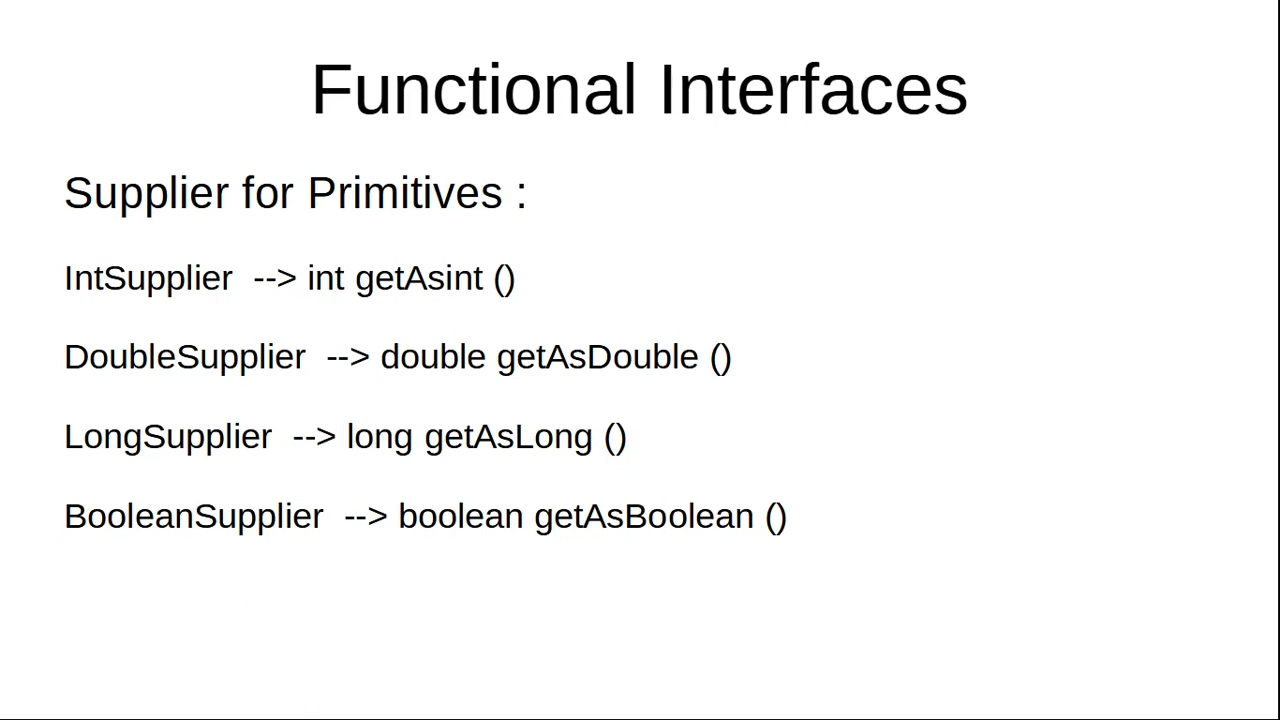 Functional Interfaces
Supplier for Primitives :
IntSupplier --> int getAsint ()
DoubleSupplier --> double getAsDouble ()
LongSupplier --> long getAsLong ()
BooleanSupplier --> boolean getAsBoolean ()